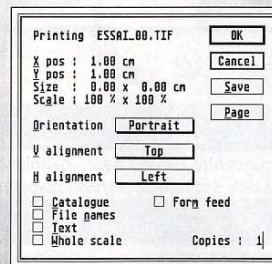 Printing ESSAI_00.TIF OK
X pos : 1.00 cm Cancel
Y pos : 1.00 cm
Size : 0.00 x 0.00 cm Save
Scale : 100 % x 100 %
Page
Orientation Portrait
V alignment Top
H alignment Left
Catalogue Form feed
File names
Text
Whole scale Copies : 1